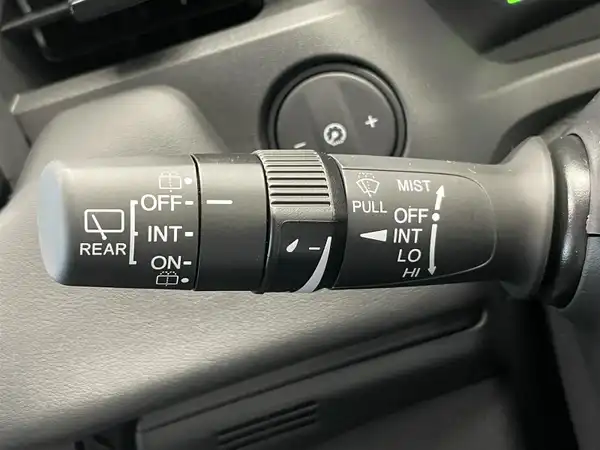 REAR
OFF
INT
ON
PULL
MIST
OFF
INT
LO
HI
- +